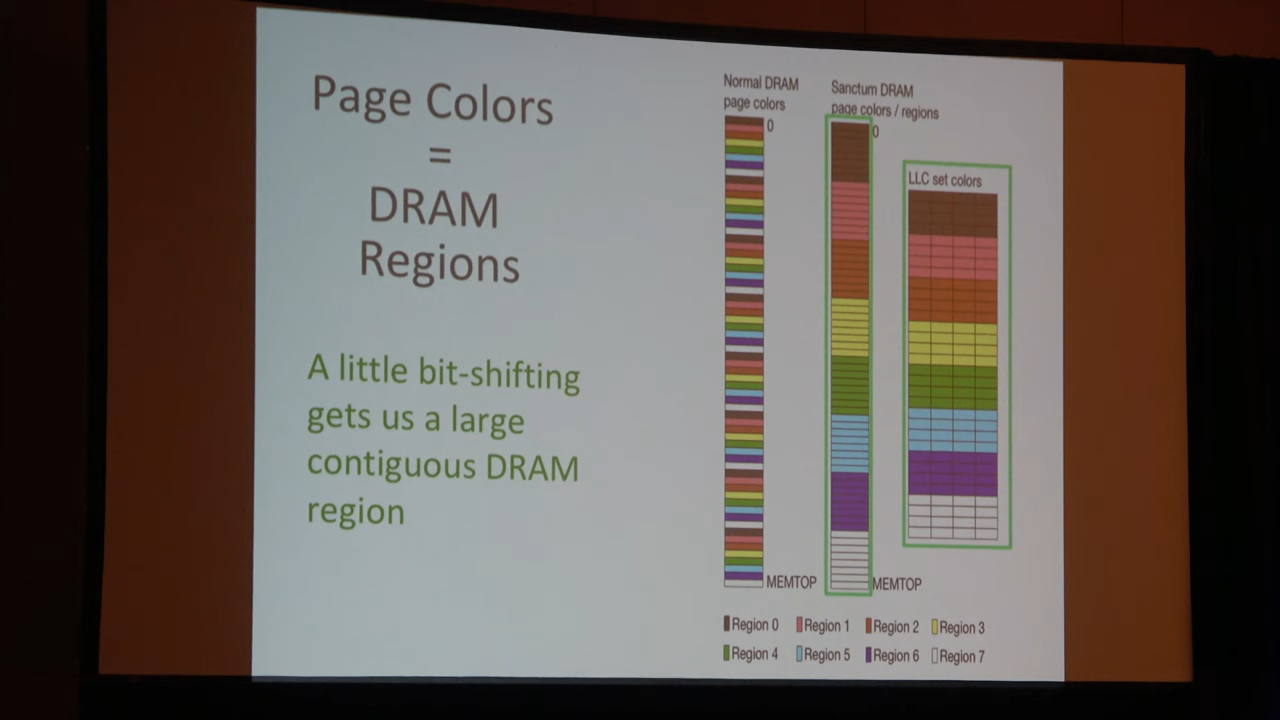 Page Colors
=
DRAM
Regions
A little bit-shifting
gets us a large
contiguous DRAM
region
Normal DRAM
page colors
0
MEMTOP
Sanctum DRAM
page colors / regions
0
MEMTOP
LLC set colors
Region 0 Region 1 Region 2 Region 3
Region 4 Region 5 Region 6 Region 7